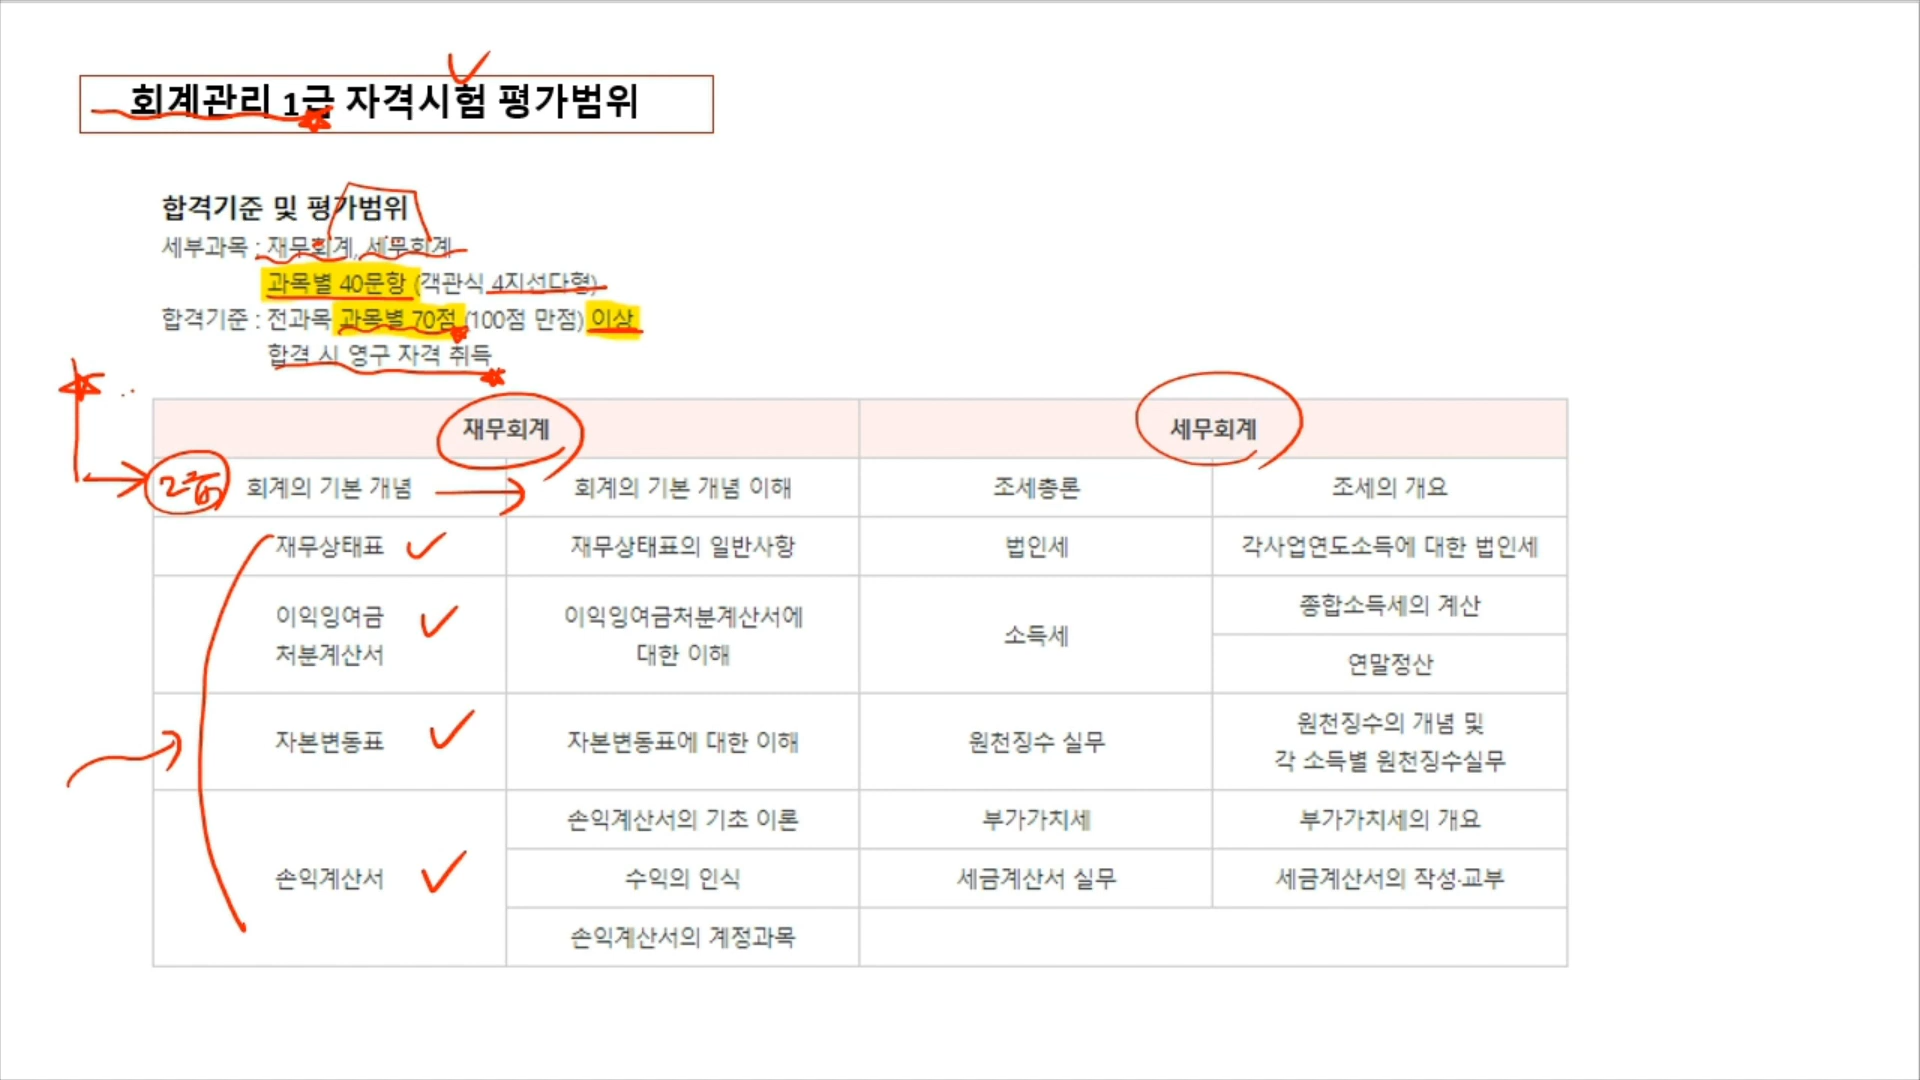 회계관리 1급 자격시험 평가범위
합격기준 및 평가범위
세부과목 : 재무회계, 세무회계
과목별 40문항 (객관식 4지선다형)
합격기준 : 전과목 과목별 70점 (100점 만점) 이상
합격 시 영구 자격 취득
재무회계 세무회계
2급 회계의 기본 개념 회계의 기본 개념 이해 조세총론 조세의 개요
재무상태표 재무상태표의 일반사항 법인세 각사업연도소득에 대한 법인세
이익잉여금
처분계산서
이익잉여금처분계산서에
대한 이해
소득세
종합소득세의 계산
연말정산
자본변동표 자본변동표에 대한 이해 원천징수 실무
원천징수의 개념 및
각 소득별 원천징수실무
손익계산서
손익계산서의 기초 이론 부가가치세 부가가치세의 개요
수익의 인식 세금계산서 실무 세금계산서의 작성·교부
손익계산서의 계정과목